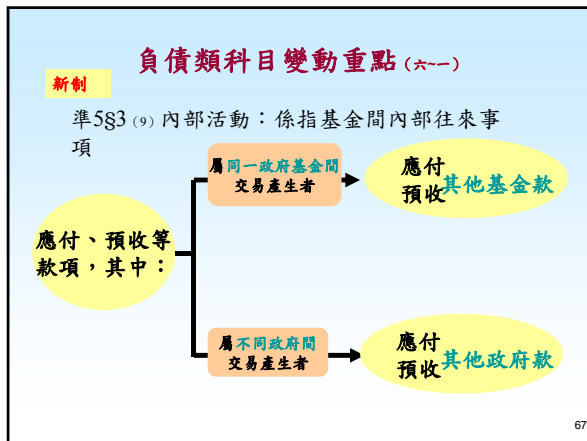 負債類科目變動重點(六~一)
新制
準5§3 (9) 內部活動：係指基金間內部往來事
項
屬同一政府基金間
交易產生者
應付
預收其他基金款
應付、預收等
款項，其中：
屬不同政府間
交易產生者
應付
預收其他政府款
67